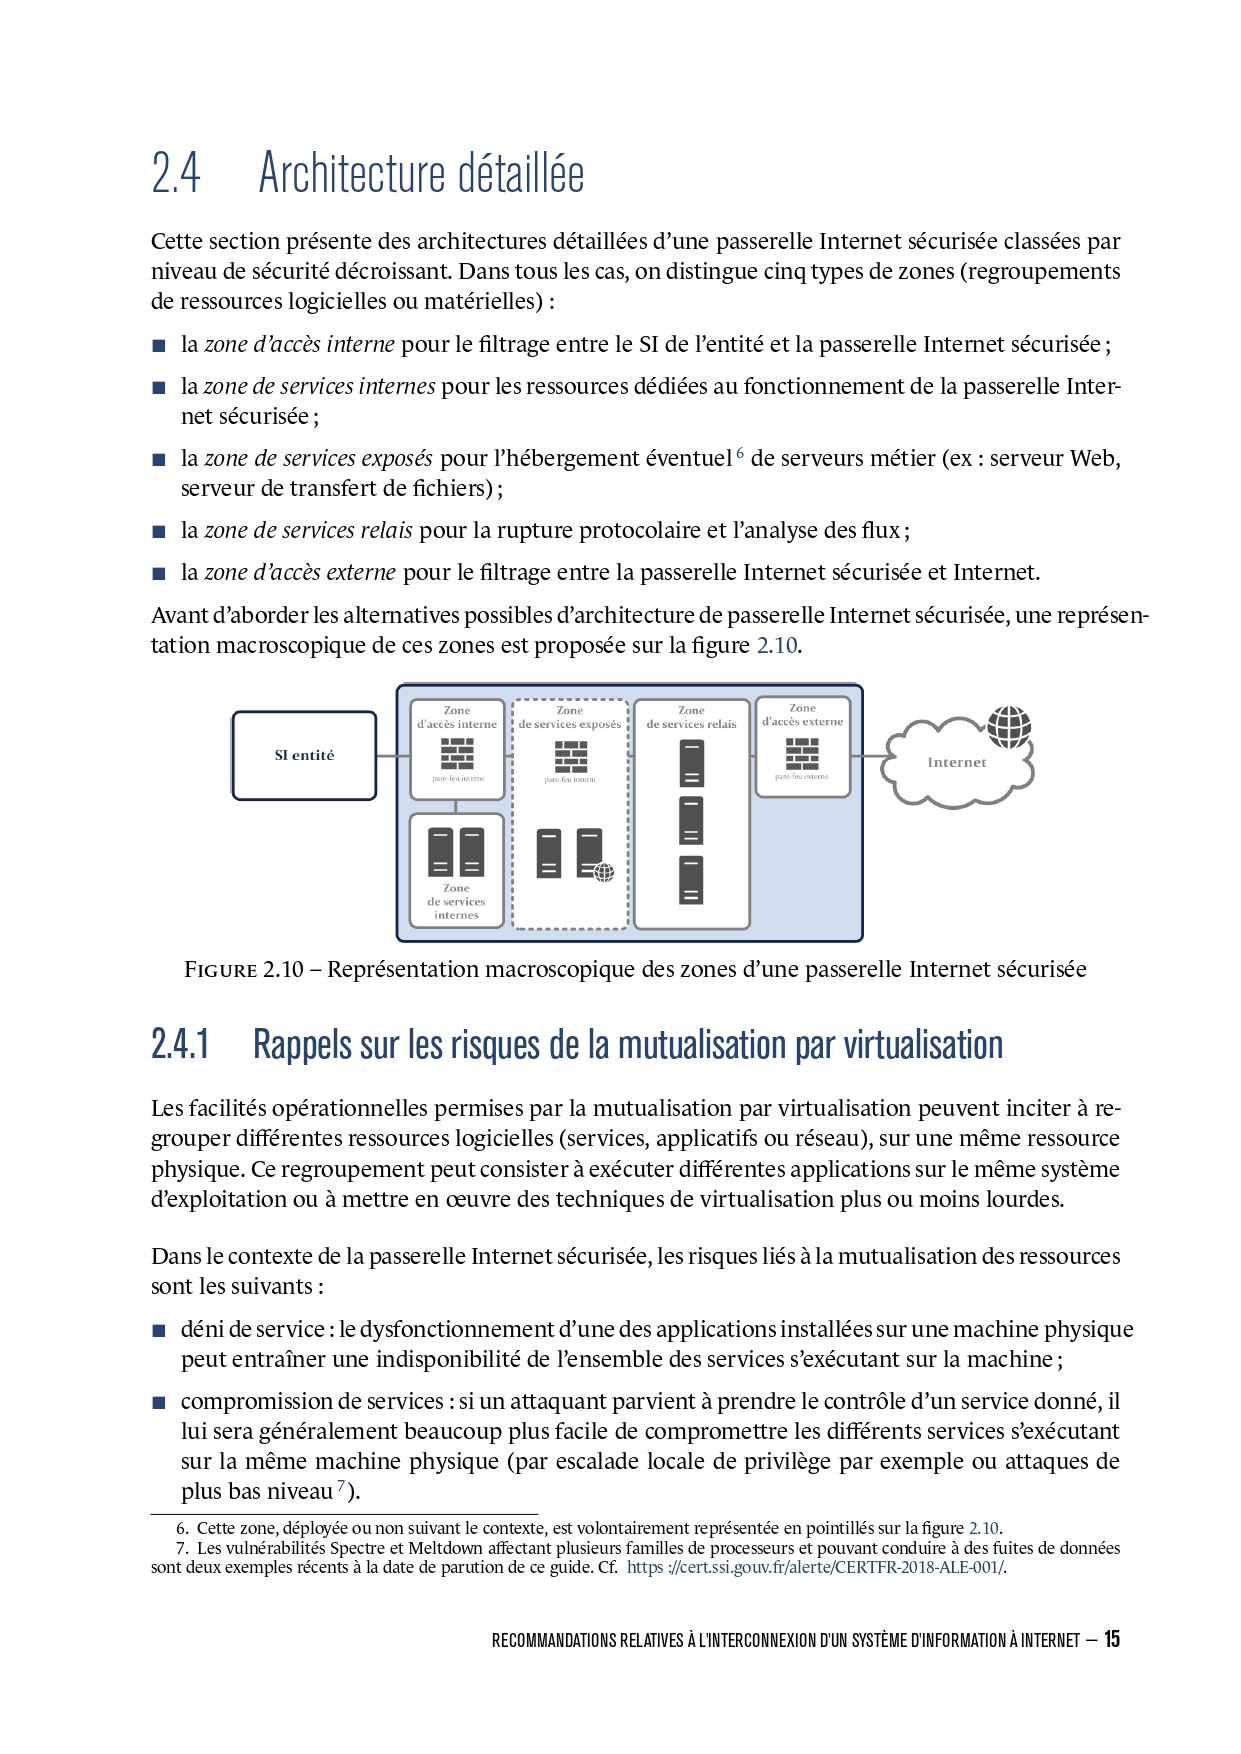 2.4 Architecture détaillée
Cette section présente des architectures détaillées d’une passerelle Internet sécurisée classées par
niveau de sécurité décroissant. Dans tous les cas, on distingue cinq types de zones (regroupements
de ressources logicielles ou matérielles) :
■ la zone d’accès interne pour le filtrage entre le SI de l’entité et la passerelle Internet sécurisée ;
■ la zone de services internes pour les ressources dédiées au fonctionnement de la passerelle Inter-
net sécurisée ;
■ la zone de services exposés pour l’hébergement éventuel 6 de serveurs métier (ex : serveur Web,
serveur de transfert de fichiers) ;
■ la zone de services relais pour la rupture protocolaire et l’analyse des flux ;
■ la zone d’accès externe pour le filtrage entre la passerelle Internet sécurisée et Internet.
Avant d’aborder les alternatives possibles d’architecture de passerelle Internet sécurisée, une représen-
tation macroscopique de ces zones est proposée sur la figure 2.10.
SI entité
Zone
d'accès interne
pare-feu interne
Zone
de services
internes
Zone
de services exposés
pare-feu interm.
Zone
de services relais
Zone
d'accès externe
pare-feu externe
Internet
FIGURE 2.10 – Représentation macroscopique des zones d’une passerelle Internet sécurisée
2.4.1 Rappels sur les risques de la mutualisation par virtualisation
Les facilités opérationnelles permises par la mutualisation par virtualisation peuvent inciter à re-
grouper différentes ressources logicielles (services, applicatifs ou réseau), sur une même ressource
physique. Ce regroupement peut consister à exécuter différentes applications sur le même système
d’exploitation ou à mettre en œuvre des techniques de virtualisation plus ou moins lourdes.
Dans le contexte de la passerelle Internet sécurisée, les risques liés à la mutualisation des ressources
sont les suivants :
■ déni de service : le dysfonctionnement d’une des applications installées sur une machine physique
peut entraîner une indisponibilité de l’ensemble des services s’exécutant sur la machine ;
■ compromission de services : si un attaquant parvient à prendre le contrôle d’un service donné, il
lui sera généralement beaucoup plus facile de compromettre les différents services s’exécutant
sur la même machine physique (par escalade locale de privilège par exemple ou attaques de
plus bas niveau 7).
6. Cette zone, déployée ou non suivant le contexte, est volontairement représentée en pointillés sur la figure 2.10.
7. Les vulnérabilités Spectre et Meltdown affectant plusieurs familles de processeurs et pouvant conduire à des fuites de données
sont deux exemples récents à la date de parution de ce guide. Cf. https ://cert.ssi.gouv.fr/alerte/CERTFR-2018-ALE-001/.
RECOMMANDATIONS RELATIVES À L'INTERCONNEXION D'UN SYSTÈME D'INFORMATION À INTERNET – 15